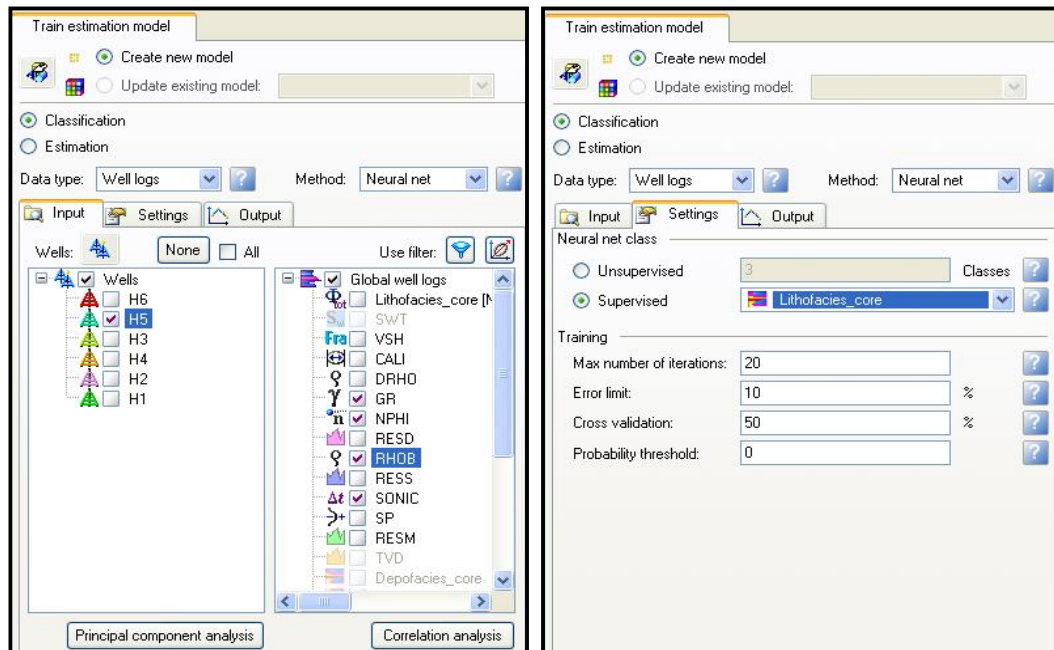 Train estimation model
Create new model
Update existing model:
Classification
Estimation
Data type: Well logs ? Method: Neural net ?
Input Settings Output
Wells: None All Use filter:
Wells
H6
H5
H3
H4
H2
H1
Global well logs
Φtot Lithofacies_core [N
SWT
Fra VSH
CALI
DRHO
γ GR
n NPHI
RESD
RHOB
RESS
Δt SONIC
SP
RESM
TVD
Depofacies_core
Principal component analysis Correlation analysis
Train estimation model
Create new model
Update existing model:
Classification
Estimation
Data type: Well logs ? Method: Neural net ?
Input Settings Output
Neural net class
Unsupervised 3 Classes ?
Supervised Lithofacies_core ?
Training
Max number of iterations: 20 ?
Error limit: 10 % ?
Cross validation: 50 % ?
Probability threshold: 0 ?